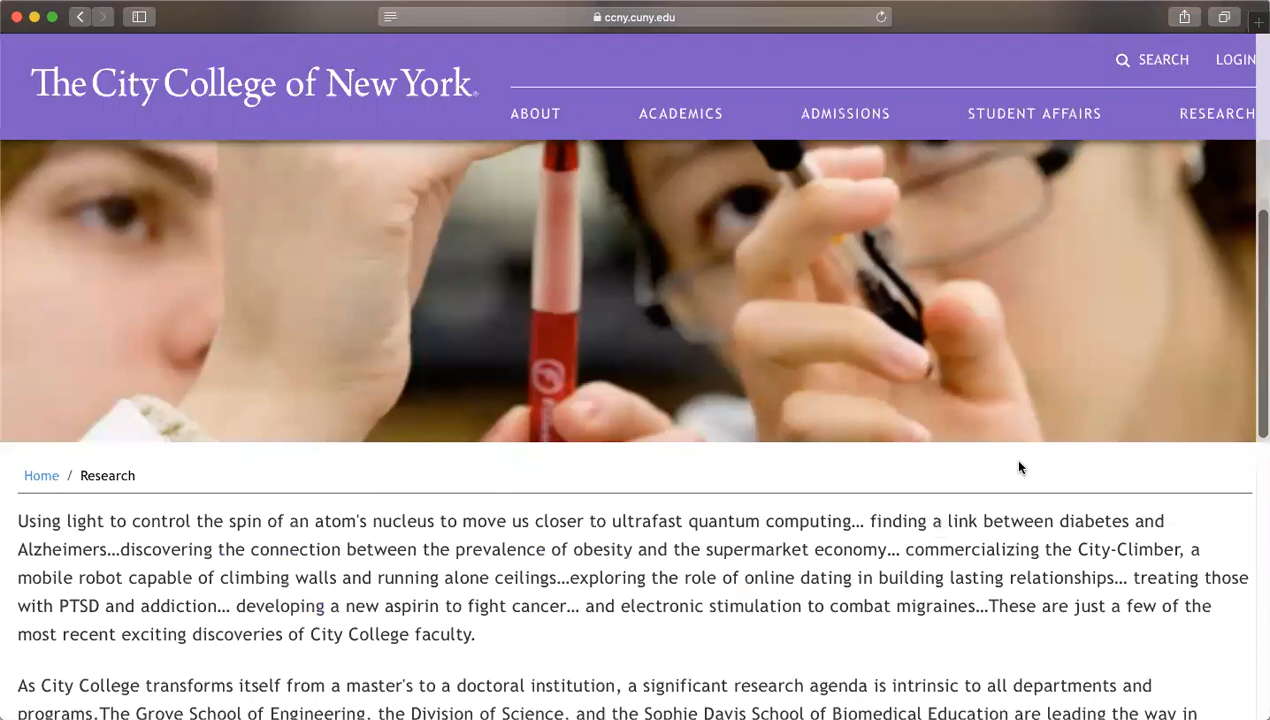 ccny.cuny.edu
SEARCH LOGIN
The City College of New York
ABOUT ACADEMICS ADMISSIONS STUDENT AFFAIRS RESEARCH
Home / Research
Using light to control the spin of an atom's nucleus to move us closer to ultrafast quantum computing… finding a link between diabetes and
Alzheimers…discovering the connection between the prevalence of obesity and the supermarket economy… commercializing the City-Climber, a
mobile robot capable of climbing walls and running alone ceilings…exploring the role of online dating in building lasting relationships… treating those
with PTSD and addiction… developing a new aspirin to fight cancer… and electronic stimulation to combat migraines…These are just a few of the
most recent exciting discoveries of City College faculty.
As City College transforms itself from a master's to a doctoral institution, a significant research agenda is intrinsic to all departments and
programs.The Grove School of Engineering, the Division of Science, and the Sophie Davis School of Biomedical Education are leading the way in